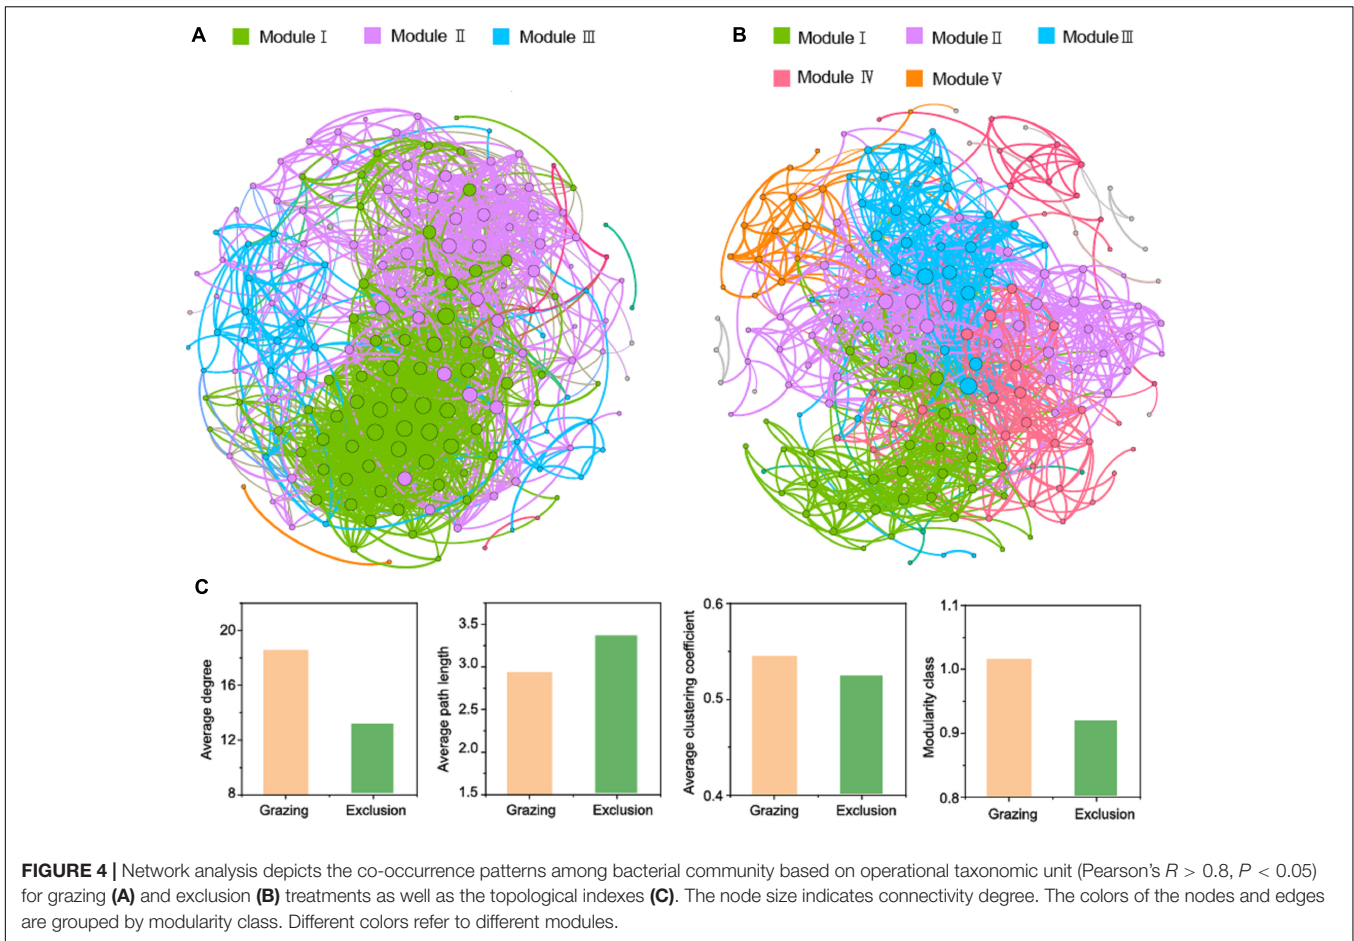 A Module I Module II Module III
B Module I Module II Module III
Module IV Module V
C
Average degree
20
16
12
8
Grazing Exclusion
Average path length
3.5
3.0
2.5
2.0
1.5
Grazing Exclusion
Average clustering coefficient
0.6
0.5
0.4
Grazing Exclusion
Modularity class
1.1
1.0
0.9
0.8
Grazing Exclusion
FIGURE 4 | Network analysis depicts the co-occurrence patterns among bacterial community based on operational taxonomic unit (Pearson's R > 0.8, P < 0.05)
for grazing (A) and exclusion (B) treatments as well as the topological indexes (C). The node size indicates connectivity degree. The colors of the nodes and edges
are grouped by modularity class. Different colors refer to different modules.